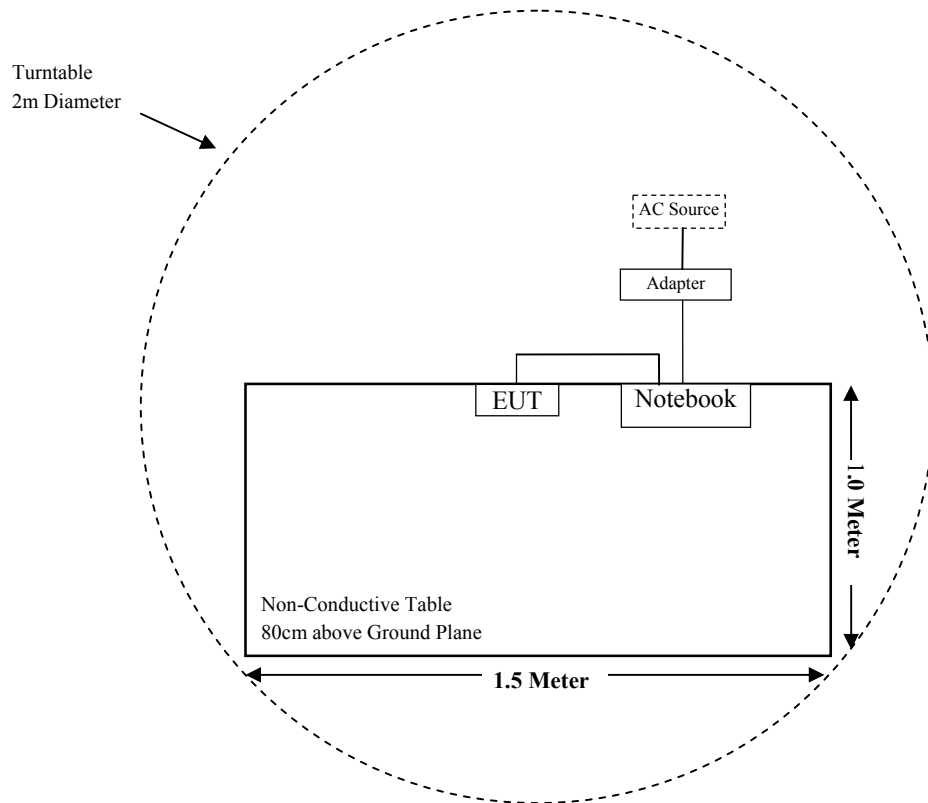 Turntable
2m Diameter
AC Source
Adapter
EUT
Notebook
1.0 Meter
Non-Conductive Table
80cm above Ground Plane
1.5 Meter